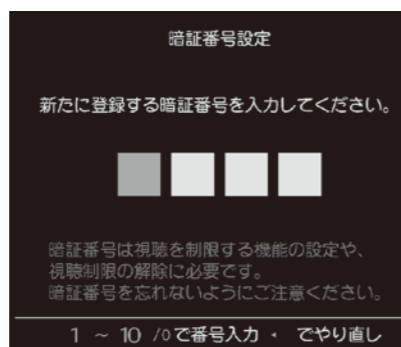 暗証番号設定
新たに登録する暗証番号を入力してください。
暗証番号は視聴を制限する機能の設定や、
視聴制限の解除に必要です。
暗証番号を忘れないようにご注意ください。
1 ~ 10 /0で番号入力・ でやり直し